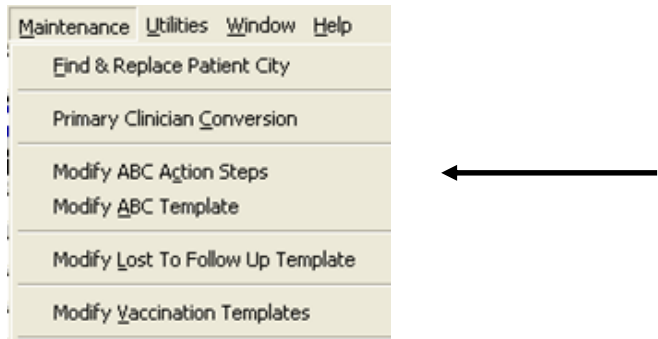 Maintenance Utilities Window Help
Find & Replace Patient City
Primary Clinician Conversion
Modify ABC Action Steps
Modify ABC Template
Modify Lost To Follow Up Template
Modify Vaccination Templates